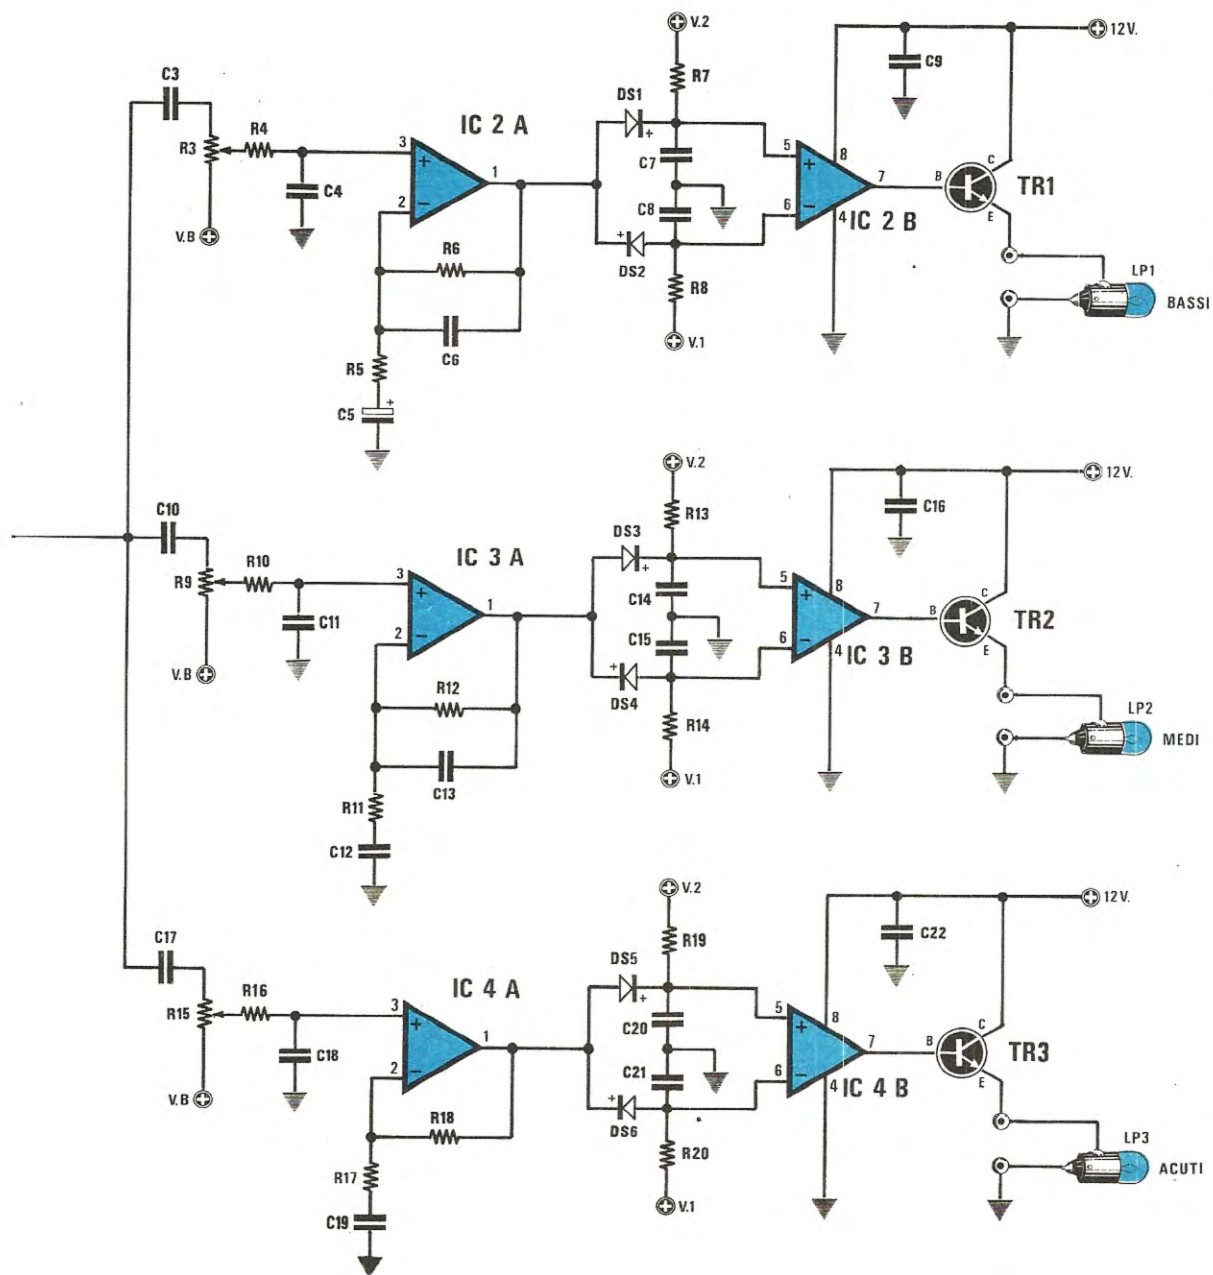 V.2
12V.
C3
R7
C9
DS1
+
R3
R4
IC 2 A
3
+
5
+
8
C
C4
1
C7
7
B
TR1
2
–
C8
6
–
IC 2 B
4
E
V.B
R6
+
DS2
R8
LP1
BASSI
C6
V.1
R5
C5
+
V.2
12V.
C10
R13
C16
DS3
+
R9
R10
IC 3 A
3
+
5
+
8
C
C11
1
C14
7
B
TR2
2
–
C15
6
–
IC 3 B
4
E
V.B
R12
+
DS4
R14
LP2
MEDI
C13
V.1
R11
C12
V.2
12V.
C17
R19
C22
DS5
+
R15
R16
IC 4 A
3
+
5
+
8
C
C18
1
C20
7
B
TR3
2
–
C21
6
–
IC 4 B
4
E
V.B
R18
+
DS6
R20
LP3
ACUTI
R17
V.1
C19